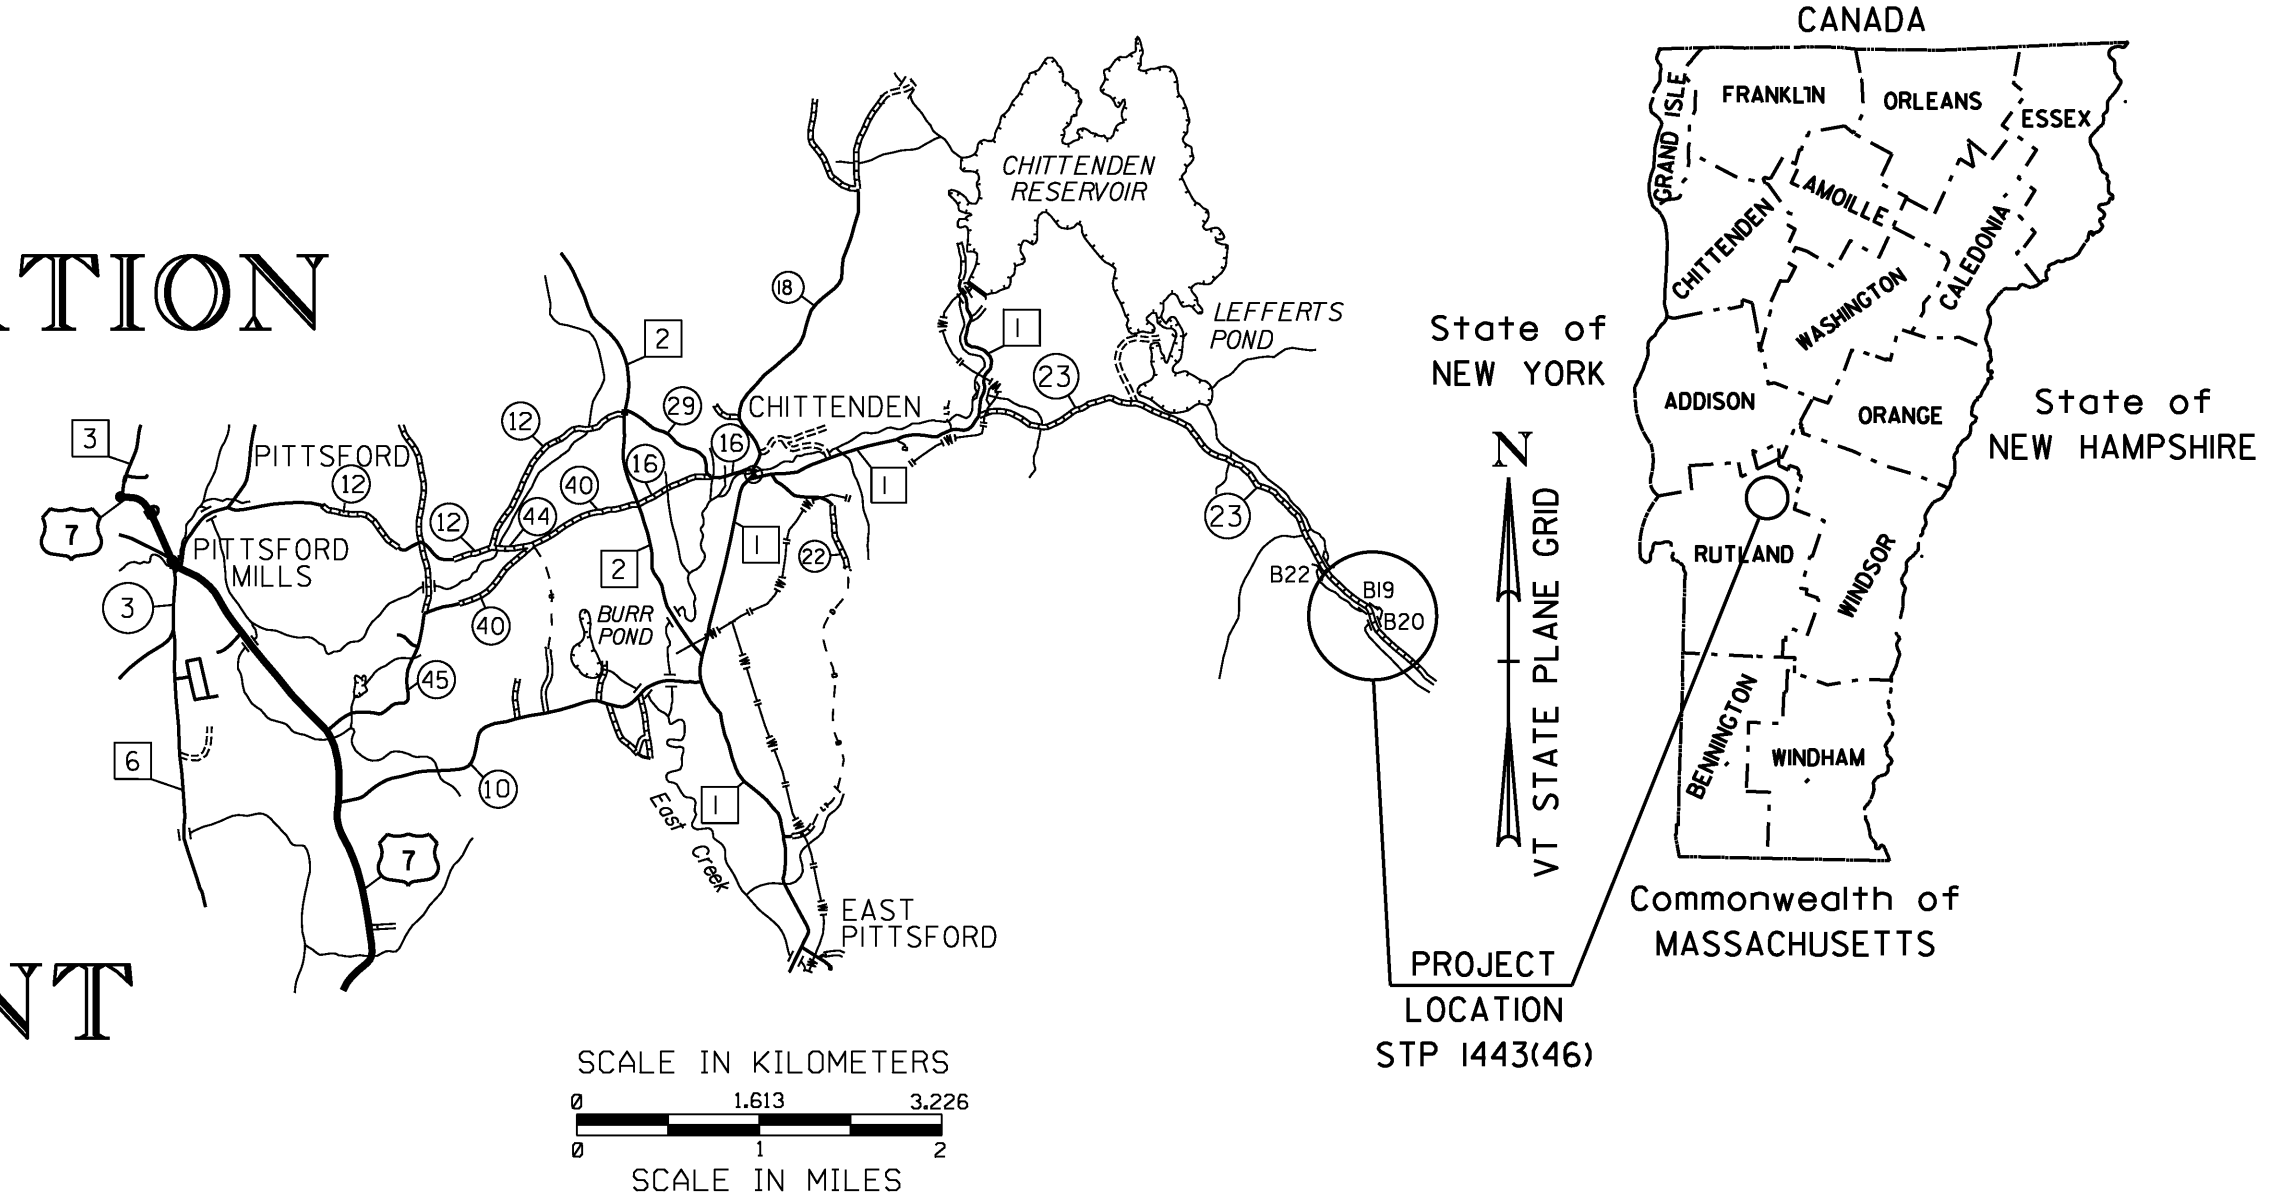 CANADA
GRAND ISLE
FRANKLIN
ORLEANS
ESSEX
CHITTENDEN
RESERVOIR
LAMOILLE
CHITTENDEN
CALEDONIA
WASHINGTON
TION
18
LEFFERTS
POND
1
2
State of
NEW YORK
23
29
CHITTENDEN
12
ADDISON
ORANGE
State of
NEW HAMPSHIRE
3
PITTSFORD
16
16
12
40
1
N
7
12
44
23
VT STATE PLANE GRID
PITTSFORD
MILLS
1
2
22
RUTLAND
WINDSOR
3
40
BURR
POND
B22
B19
B20
45
BENNINGTON
WINDHAM
6
10
1
East Creek
7
EAST
PITTSFORD
Commonwealth of
MASSACHUSETTS
NT
PROJECT
LOCATION
STP 1443(46)
SCALE IN KILOMETERS
0 1.613 3.226
0 1 2
SCALE IN MILES